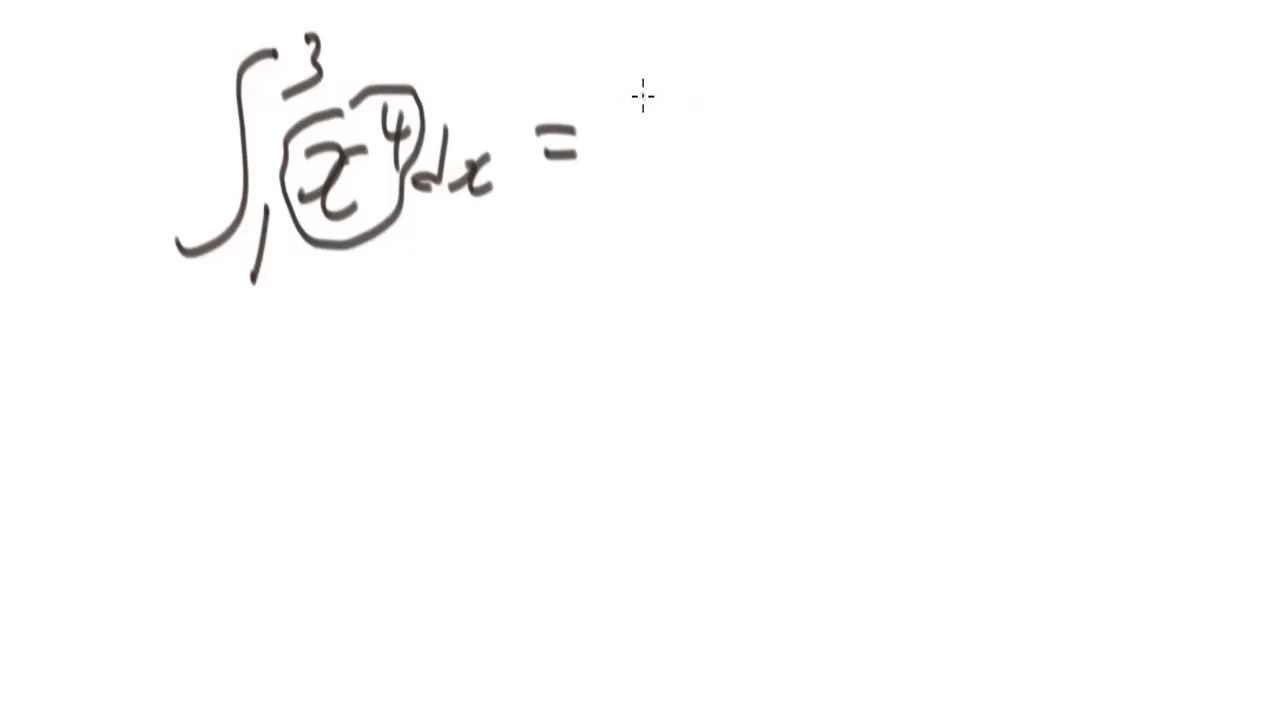 ∫₁³ x⁴ dx =